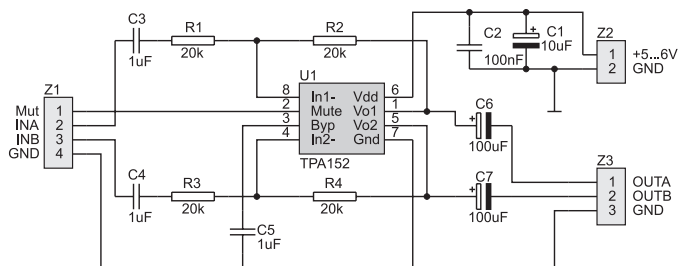 C3
1uF
R1
20k
R2
20k
C2
100nF
C1
+
10uF
Z2
1 +5...6V
2 GND
Z1
Mut 1
INA 2
INB 3
GND 4
U1
8 In1- Vdd 6
2 Mute Vo1 1
3 Byp Vo2 5
4 In2- Gnd 7
TPA152
C6
+
100uF
C4
1uF
R3
20k
R4
20k
C7
+
100uF
Z3
1 OUTA
2 OUTB
3 GND
C5
1uF